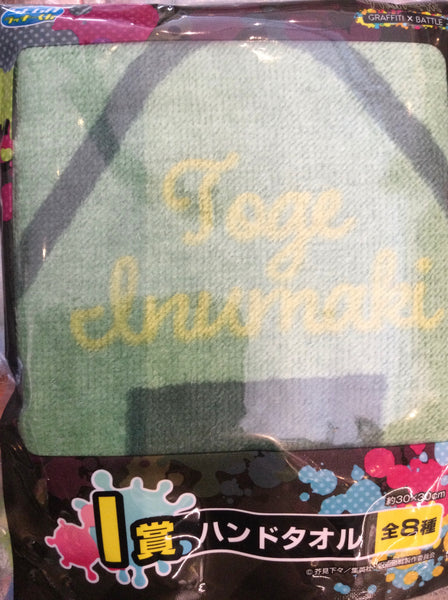 GRAFFITI × BATTLE
Toge
Inumaki
約30×30cm
I賞 ハンドタオル 全8種